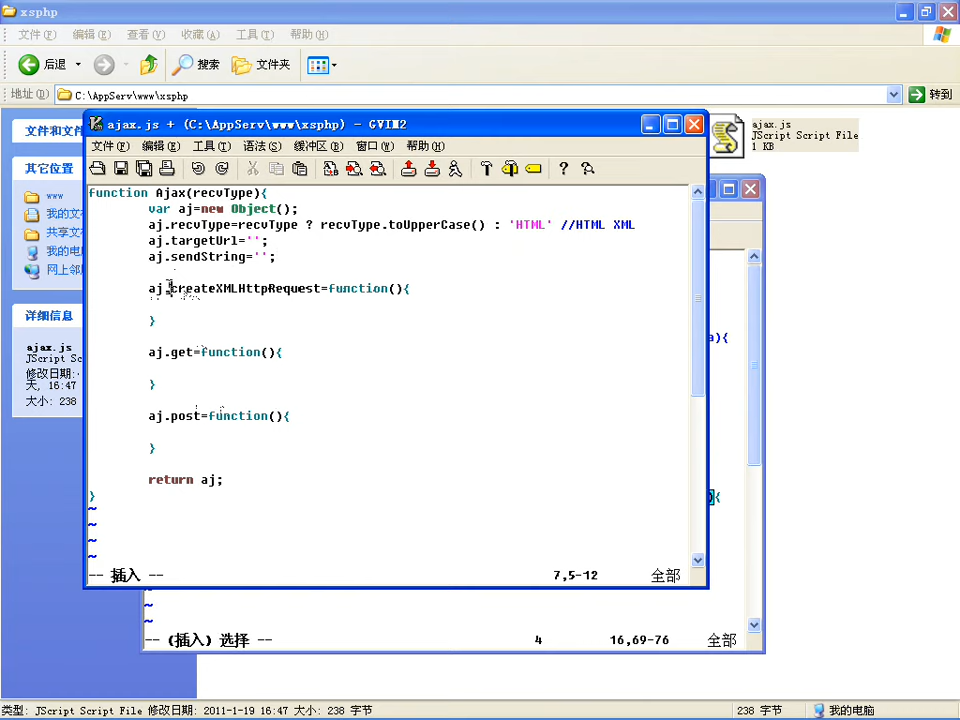 xsphp
文件(F) 编辑(E) 查看(V) 收藏(A) 工具(T) 帮助(H)
后退 搜索 文件夹
地址(D) C:\AppServ\www\xsphp 转到
文件和文件
其它位置
www
我的文档
共享文
我的电
网上邻
详细信息
ajax.js
JScript Script File
修改日期:
天, 16:47
大小: 238 字节
ajax.js
JScript Script File
1 KB
ajax.js + (C:\AppServ\www\xsphp) - GVIM2
文件(F) 编辑(E) 工具(T) 语法(S) 缓冲区(B) 窗口(W) 帮助(H)
function Ajax(recvType){
var aj=new Object();
aj.recvType=recvType ? recvType.toUpperCase() : 'HTML' //HTML XML
aj.targetUrl='';
aj.sendString='';
aj.createXMLHttpRequest=function(){
}
aj.get=function(){
}
aj.post=function(){
}
return aj;
}
~
~
~
~
-- 插入 -- 7,5-12 全部
a){
){
~
~
-- (插入) 选择 -- 4 16,69-76 全部
类型: JScript Script File 修改日期: 2011-1-19 16:47 大小: 238 字节 238 字节 我的电脑